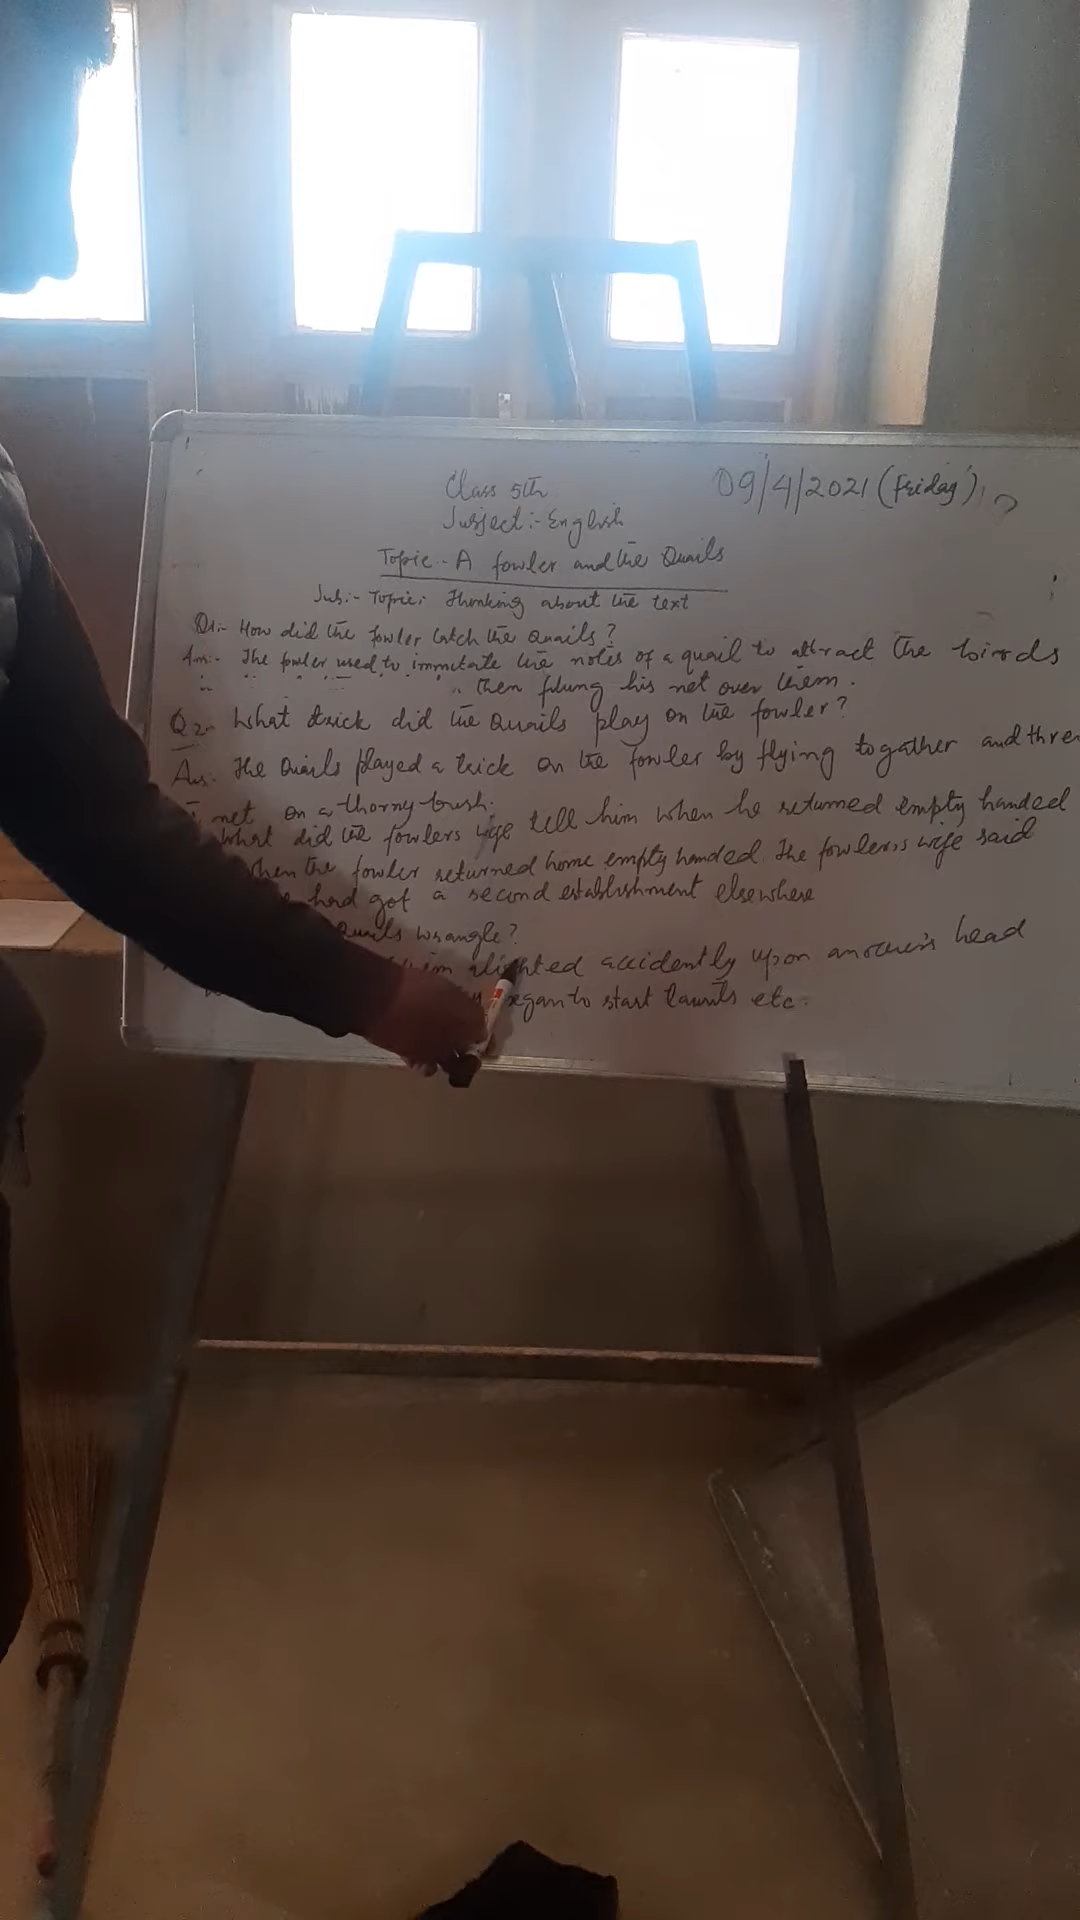 Class 5th
09/4/2021 (Friday)
Subject:- English
Topic:- A fowler and the Quails
Sub:- Topic: Thinking about the text
Q1:- How did the fowler catch the Quails?
Ans:- The fowler used to immitate the notes of a quail to attract the birds
then flung his net over them.
Q2:- What trick did the Quails play on the fowler?
Ans:- The Quails played a trick on the fowler by flying togather and threw
net on a thorny bush.
What did the fowlers wife tell him when he returned empty handed
when the fowler returned home empty handed. The fowler,s wife said
had got a second establishment elsewhere
Quails wrangle?
alighted accidently upon another's head
began to start taunts etc.